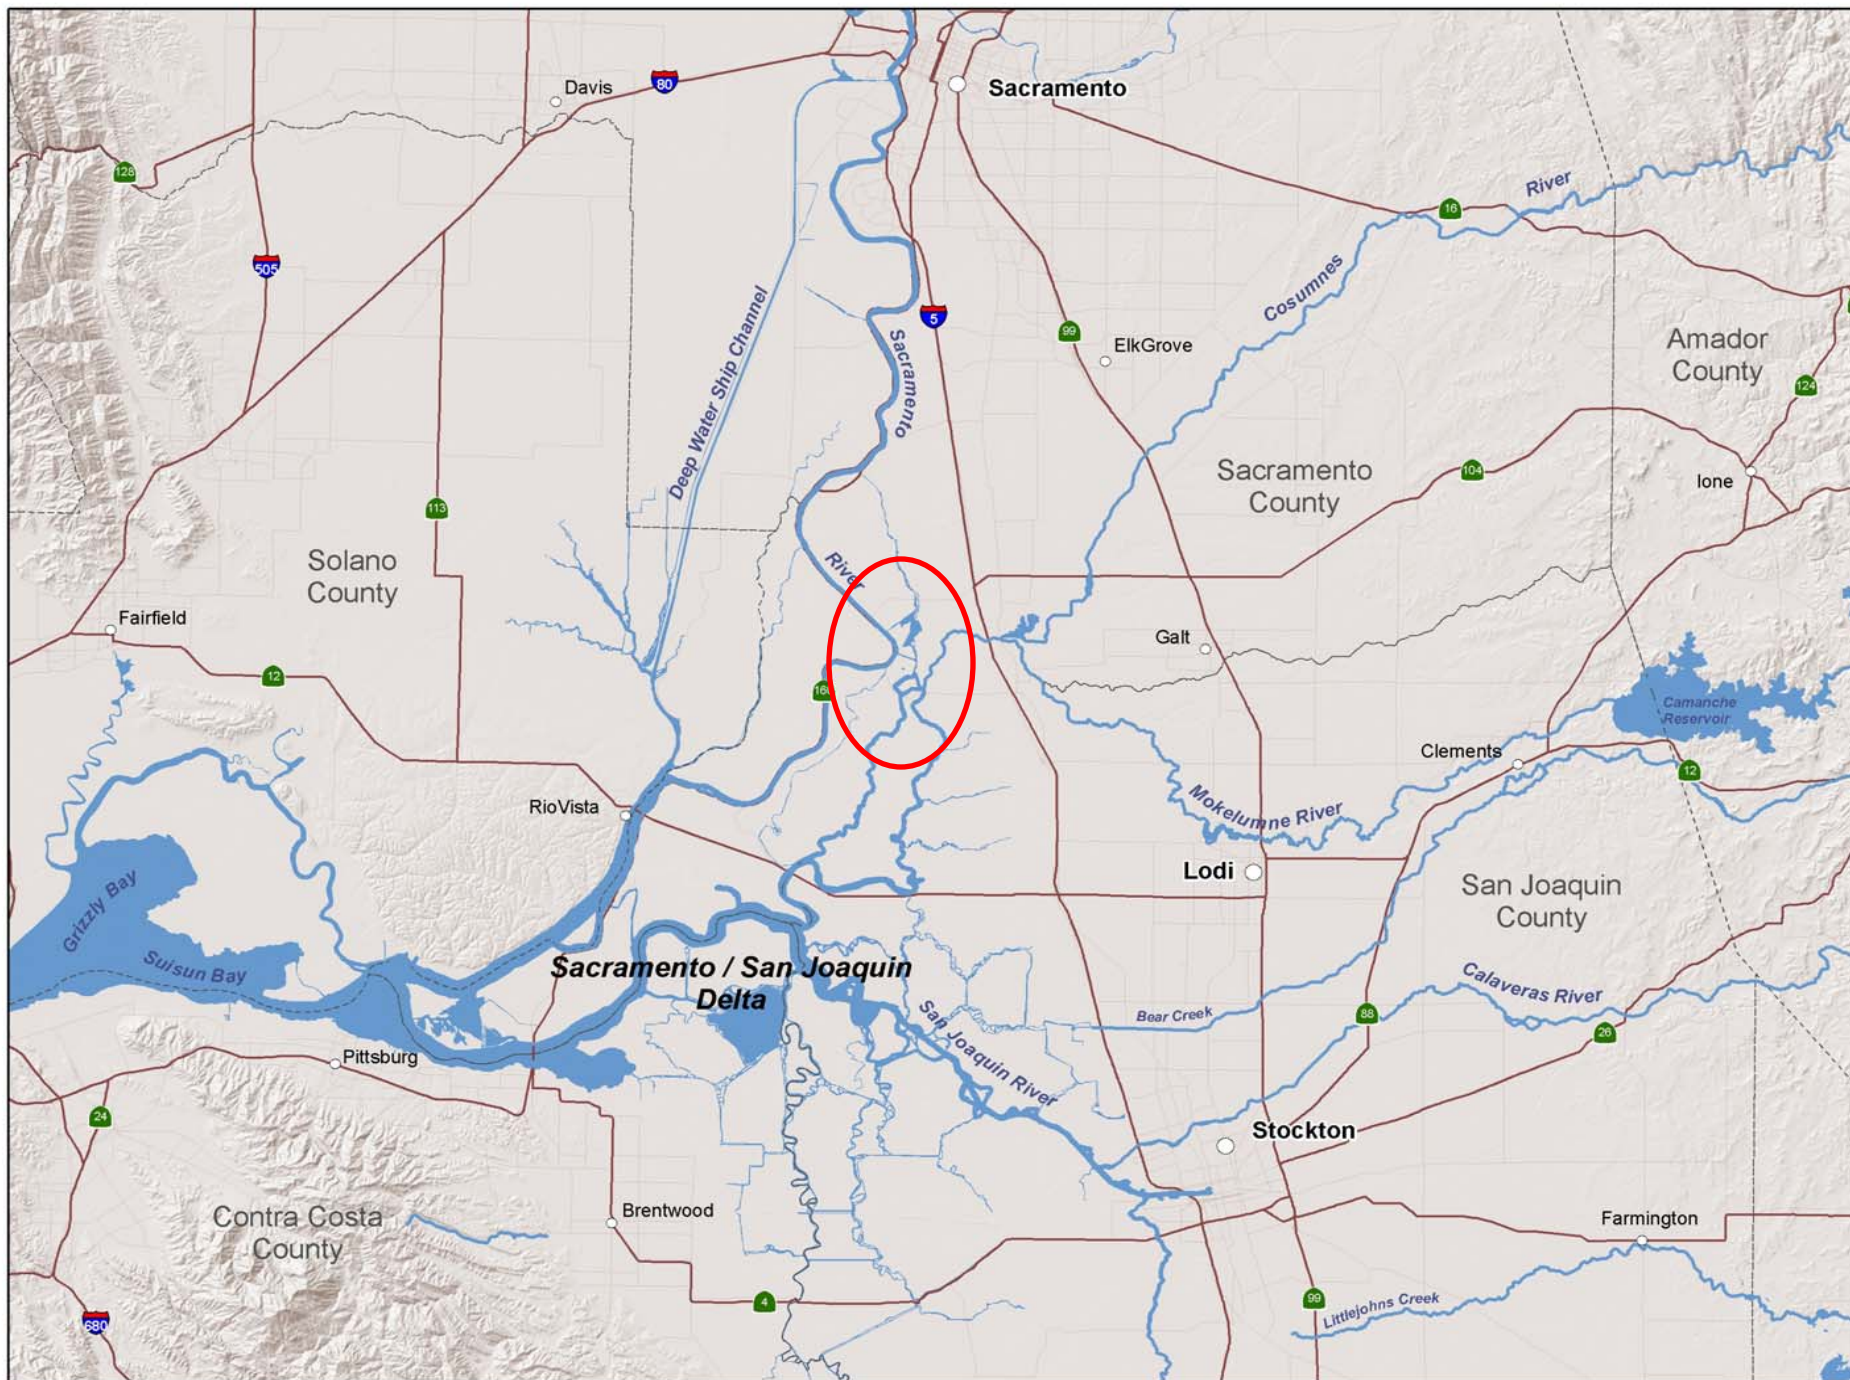 Davis
80
Sacramento
128
River
16
505
Cosumnes
5
99
ElkGrove
Amador
County
124
Deep Water Ship Channel
Sacramento
Sacramento
County
104
Ione
113
Solano
County
River
Fairfield
Galt
12
160
Camanche
Reservoir
Clements
12
RioVista
Mokelumne River
Lodi
San Joaquin
County
Grizzly Bay
Suisun Bay
Sacramento / San Joaquin
Delta
Calaveras River
San Joaquin River
Bear Creek
88
26
Pittsburg
24
Stockton
Contra Costa
County
Brentwood
Farmington
4
99
Littlejohns Creek
680